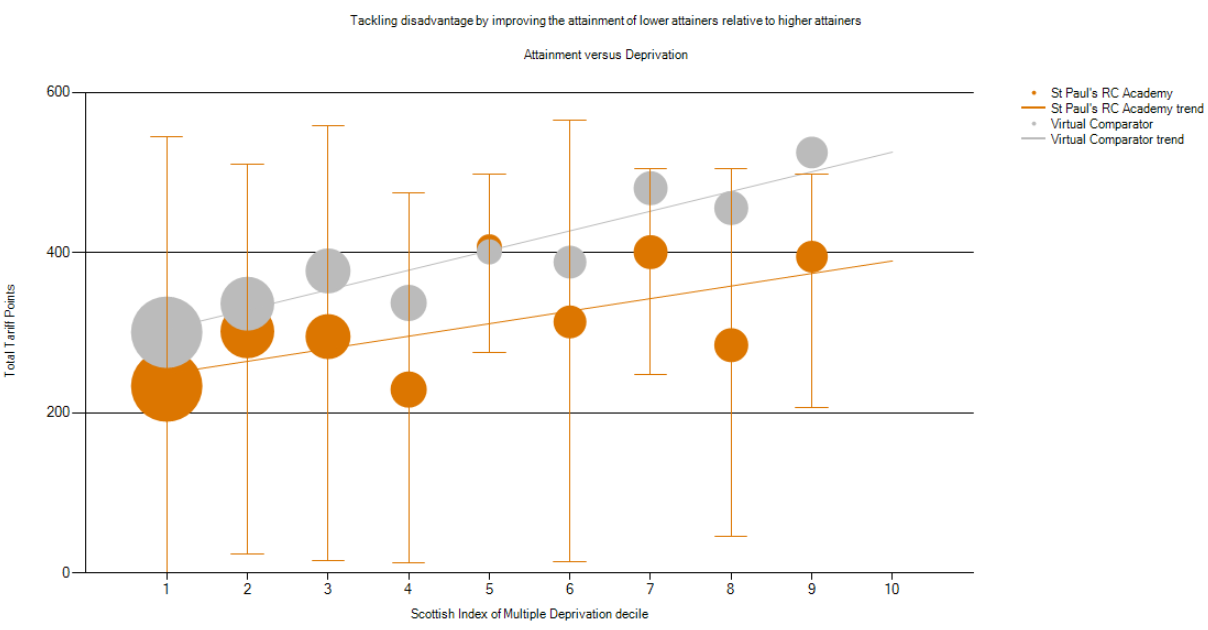 Tackling disadvantage by improving the attainment of lower attainers relative to higher attainers
Attainment versus Deprivation
St Paul's RC Academy
St Paul's RC Academy trend
Virtual Comparator
Virtual Comparator trend
Total Tariff Points
600
400
200
0
1 2 3 4 5 6 7 8 9 10
Scottish Index of Multiple Deprivation decile